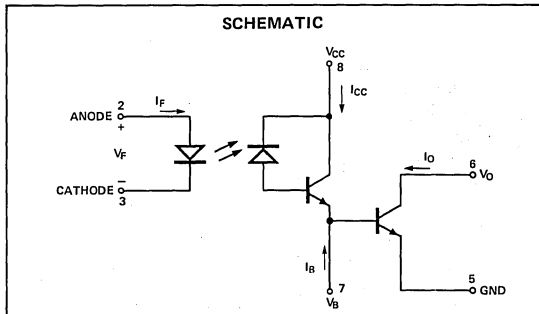 SCHEMATIC
VCC
8
ICC
ANODE 2
+
IF
VF
–
CATHODE
3
IO
6
VO
IB
7
VB
5
GND